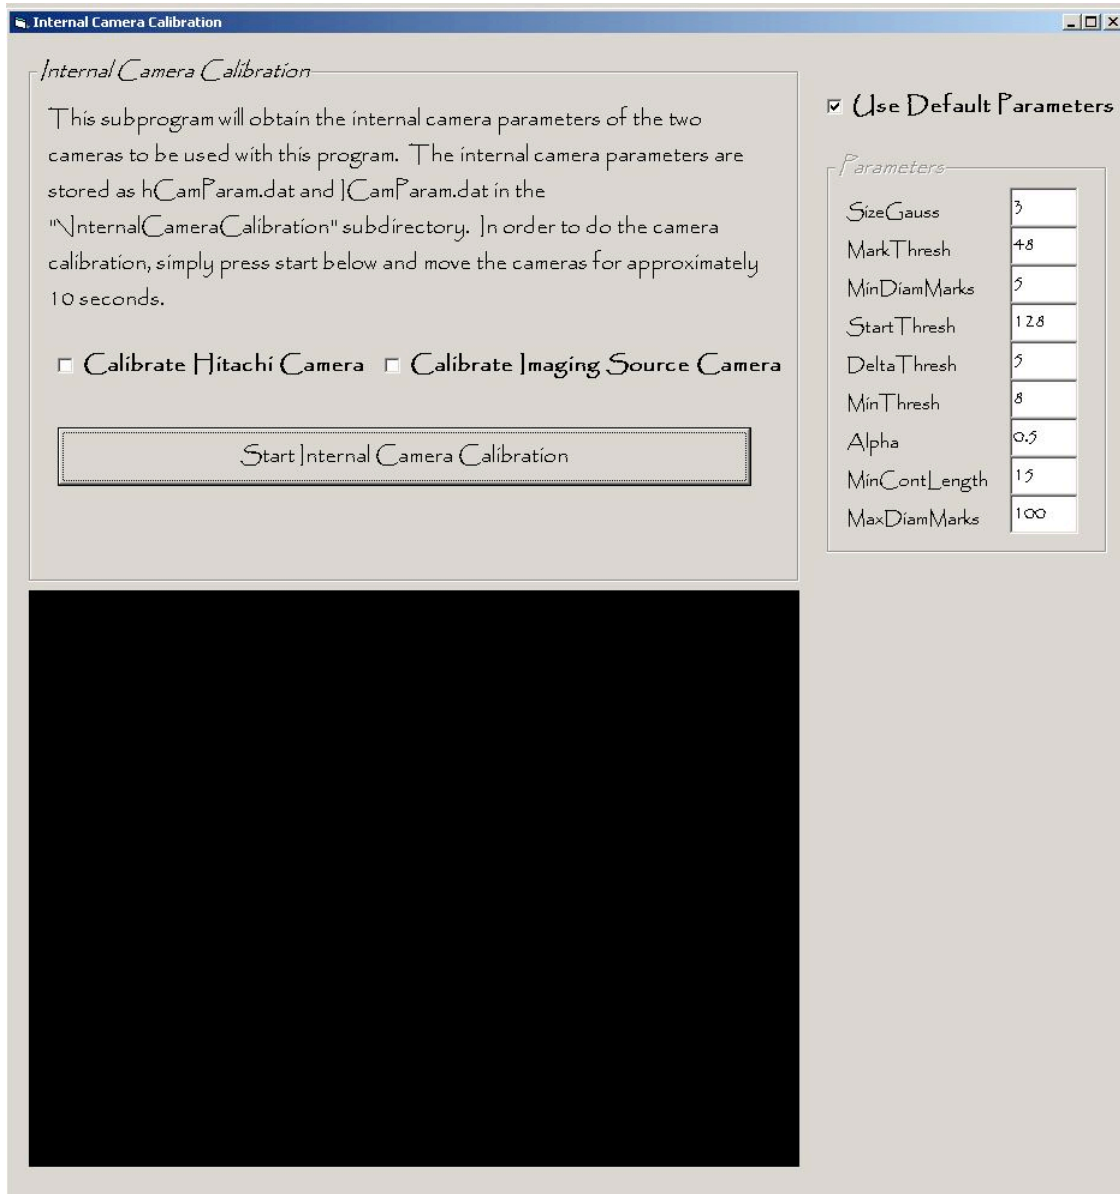 Internal Camera Calibration
Internal Camera Calibration
This subprogram will obtain the internal camera parameters of the two
cameras to be used with this program. The internal camera parameters are
stored as hCamParam.dat and ICamParam.dat in the
"\InternalCameraCalibration" subdirectory. In order to do the camera
calibration, simply press start below and move the cameras for approximately
10 seconds.
Calibrate Hitachi Camera
Calibrate Imaging Source Camera
Start Internal Camera Calibration
Use Default Parameters
Parameters
SizeGauss 3
MarkThresh 48
MinDiamMarks 5
StartThresh 128
DeltaThresh 5
MinThresh 8
Alpha 0.5
MinContLength 15
MaxDiamMarks 100